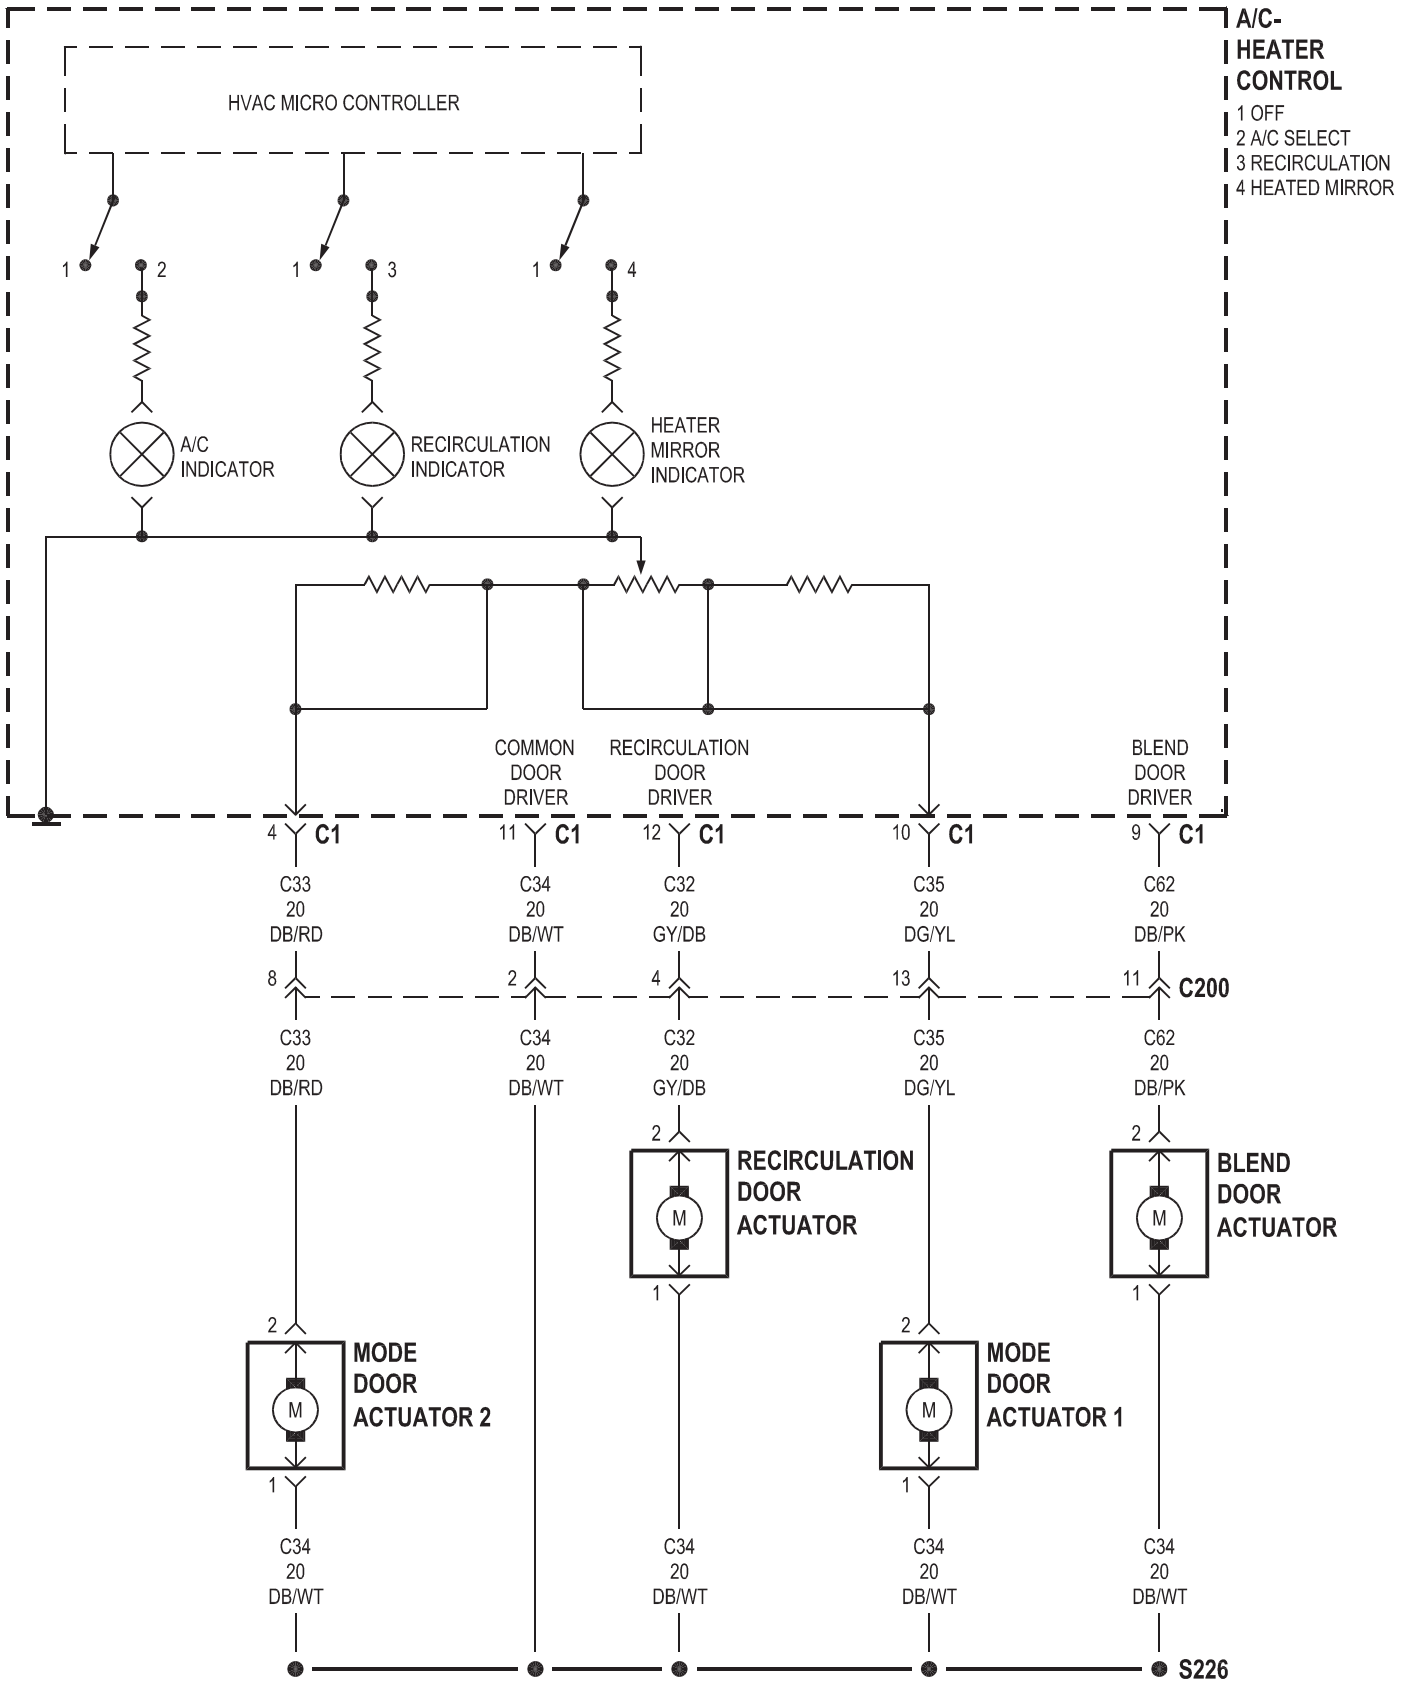 A/C-
HEATER
CONTROL
1 OFF
2 A/C SELECT
3 RECIRCULATION
4 HEATED MIRROR
HVAC MICRO CONTROLLER
1 2 1 3 1 4
A/C
INDICATOR
RECIRCULATION
INDICATOR
HEATER
MIRROR
INDICATOR
COMMON
DOOR
DRIVER
RECIRCULATION
DOOR
DRIVER
BLEND
DOOR
DRIVER
4 C1 11 C1 12 C1 10 C1 9 C1
C33 C34 C32 C35 C62
20 20 20 20 20
DB/RD DB/WT GY/DB DG/YL DB/PK
8 2 4 13 11 C200
C33 C34 C32 C35 C62
20 20 20 20 20
DB/RD DB/WT GY/DB DG/YL DB/PK
2 2
RECIRCULATION
DOOR
ACTUATOR
M
BLEND
DOOR
ACTUATOR
M
1 1
2 2
MODE
DOOR
ACTUATOR 2
M
MODE
DOOR
ACTUATOR 1
M
1 1
C34 C34 C34 C34
20 20 20 20
DB/WT DB/WT DB/WT DB/WT
S226